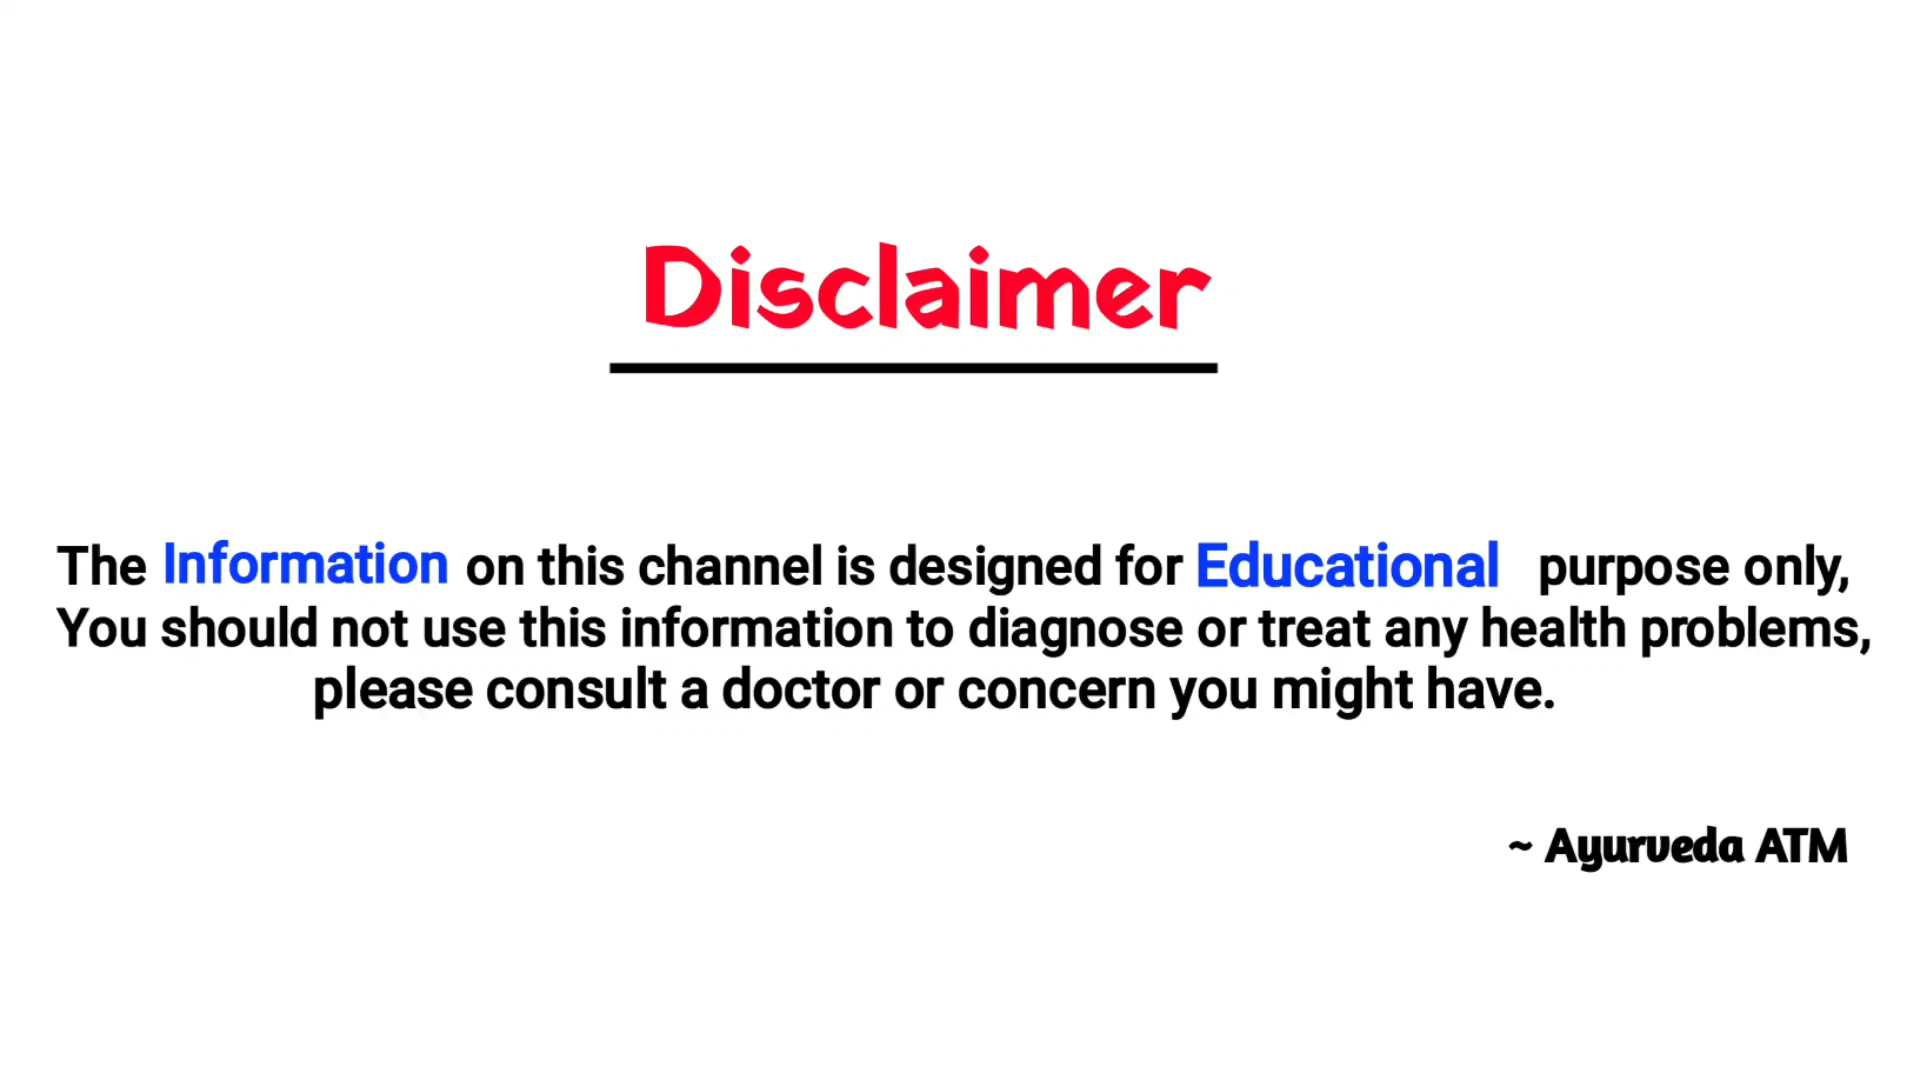 Disclaimer
The Information on this channel is designed for Educational purpose only,
You should not use this information to diagnose or treat any health problems,
please consult a doctor or concern you might have.
~ Ayurveda ATM